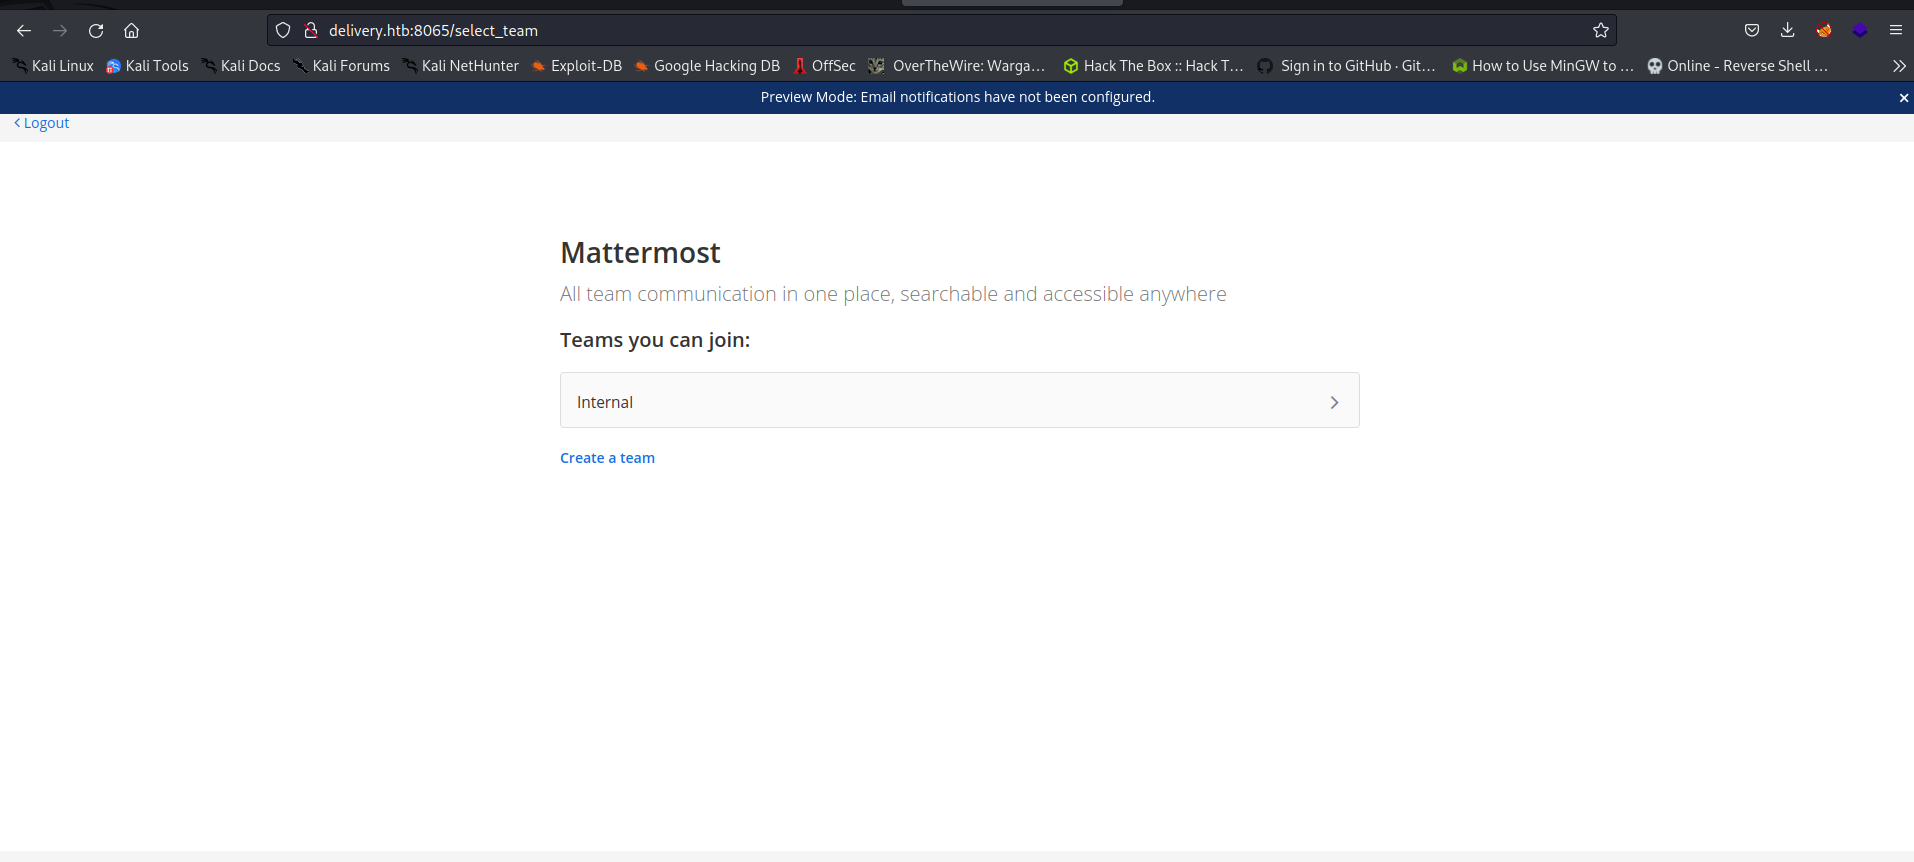 delivery.htb:8065/select_team
Kali Linux Kali Tools Kali Docs Kali Forums Kali NetHunter Exploit-DB Google Hacking DB OffSec OverTheWire: Warga… Hack The Box :: Hack T… Sign in to GitHub · Git… How to Use MinGW to … Online - Reverse Shell …
Preview Mode: Email notifications have not been configured.
Logout
Mattermost
All team communication in one place, searchable and accessible anywhere
Teams you can join:
Internal
Create a team